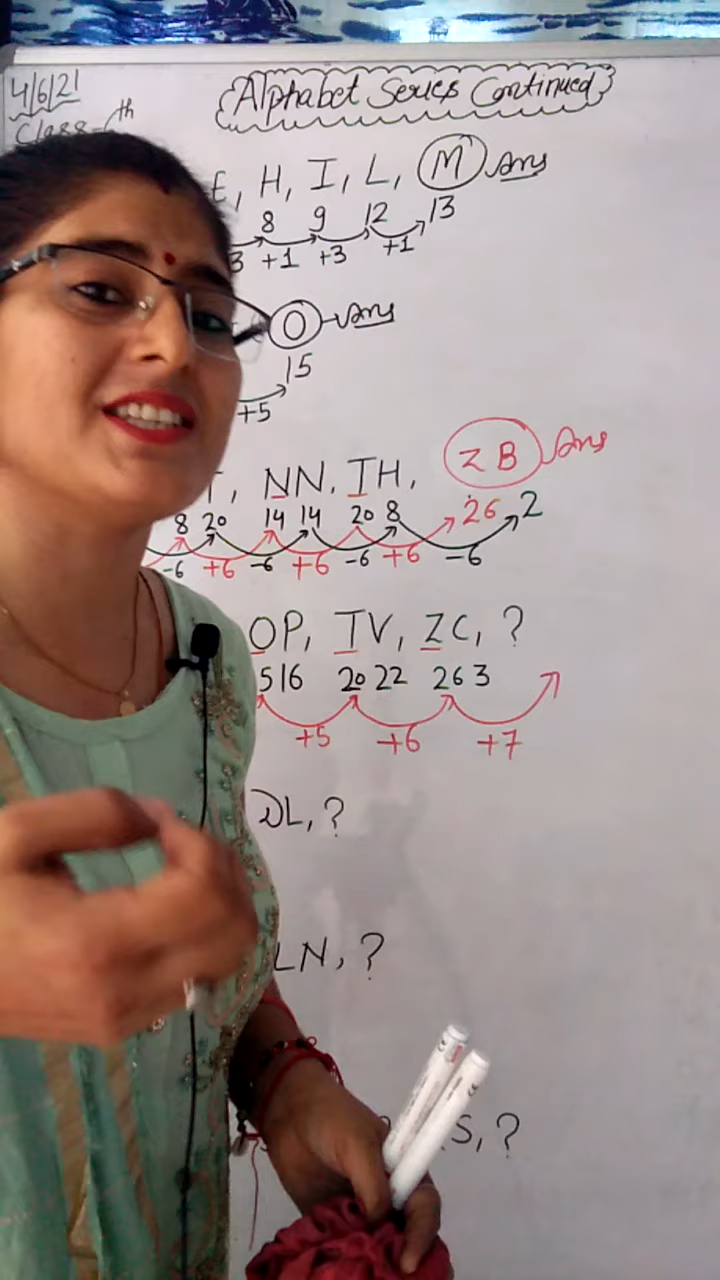 4/6/21
Alphabet Series Continued
Class-6th
E, H, I, L, M Ans
8 9 12 13
3 +1 +3 +1
O Ans
15
+5
T, NN, TH, ZB Ans
8 20 14 14 20 8 26 2
-6 +6 -6 +6 -6 +6 -6
OP, TV, ZC, ?
5 16 20 22 26 3
+5 +6 +7
DL, ?
LN, ?
S, ?